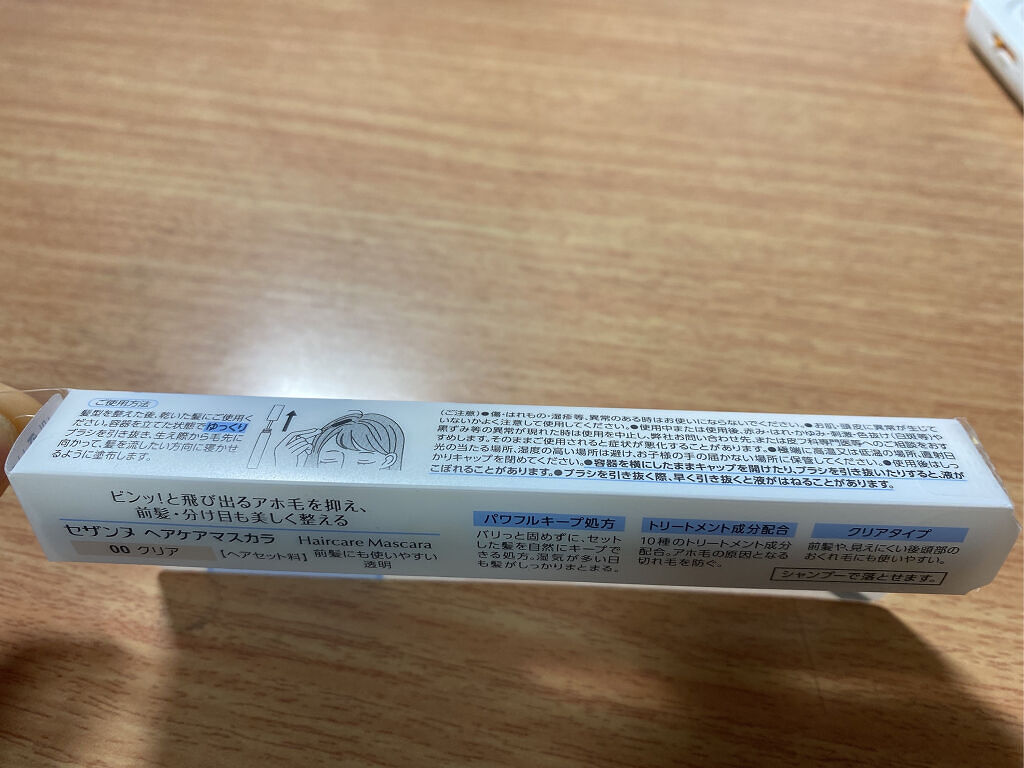 ご使用方法
髪型を整えた後、乾いた髪にご使用く
ださい。容器を立てた状態でゆっくり
ブラシを引き抜き、生え際から毛先に
向かって、髪を流したい方向に寝かせ
るように塗布します。
(ご注意)●傷・はれもの・湿疹等、異常のある時はお使いにならないでください。●お肌・頭皮に異常が生じて
いないかよく注意して使用してください。●使用中または使用後、赤み・はれ・かゆみ・刺激・色抜け(白斑等)や
黒ずみ等の異常が現れた時は使用を中止し、弊社お問い合わせ先、または皮フ科専門医等へのご相談をおす
すめします。そのままご使用されると症状が悪化することがあります。●極端に高温又は低温の場所、直射日
光の当たる場所、湿度の高い場所は避け、お子様の手の届かない場所に保管してください。●使用後はしっ
かりキャップを閉めてください。●容器を横にしたままキャップを開けたり、ブラシを引き抜いたりすると、液が
こぼれることがあります。●ブラシを引き抜く際、早く引き抜くと液がはねることがあります。
ピンッ!と飛び出るアホ毛を抑え、
前髪・分け目も美しく整える
セザンヌ ヘアケアマスカラ Haircare Mascara
00 クリア [ヘアセット料] 前髪にも使いやすい
透明
パワフルキープ処方
パリっと固めずに、セット
した髪を自然にキープで
きる処方。湿気が多い日
も髪がしっかりまとまる。
トリートメント成分配合
10種のトリートメント成分
配合。アホ毛の原因となる
切れ毛を防ぐ。
クリアタイプ
前髪や、見えにくい後頭部の
おくれ毛にも使いやすい。
シャンプーで落とせます。